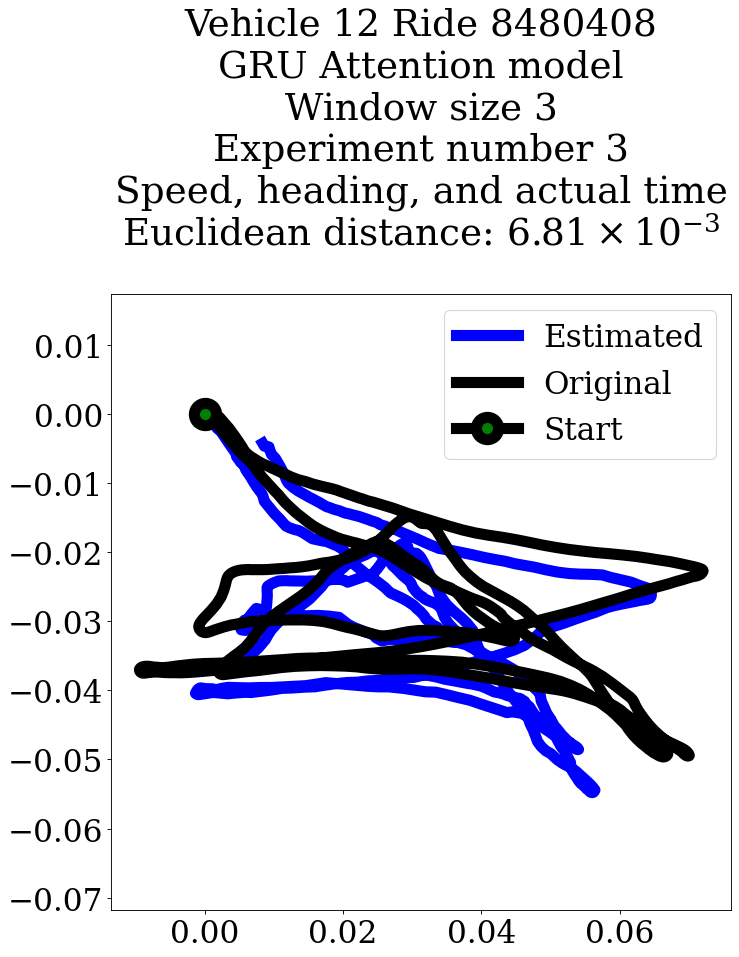 Vehicle 12 Ride 8480408
GRU Attention model
Window size 3
Experiment number 3
Speed, heading, and actual time
Euclidean distance: 6.81 × 10⁻³
Estimated
Original
Start
0.01
0.00
−0.01
−0.02
−0.03
−0.04
−0.05
−0.06
−0.07
0.00 0.02 0.04 0.06